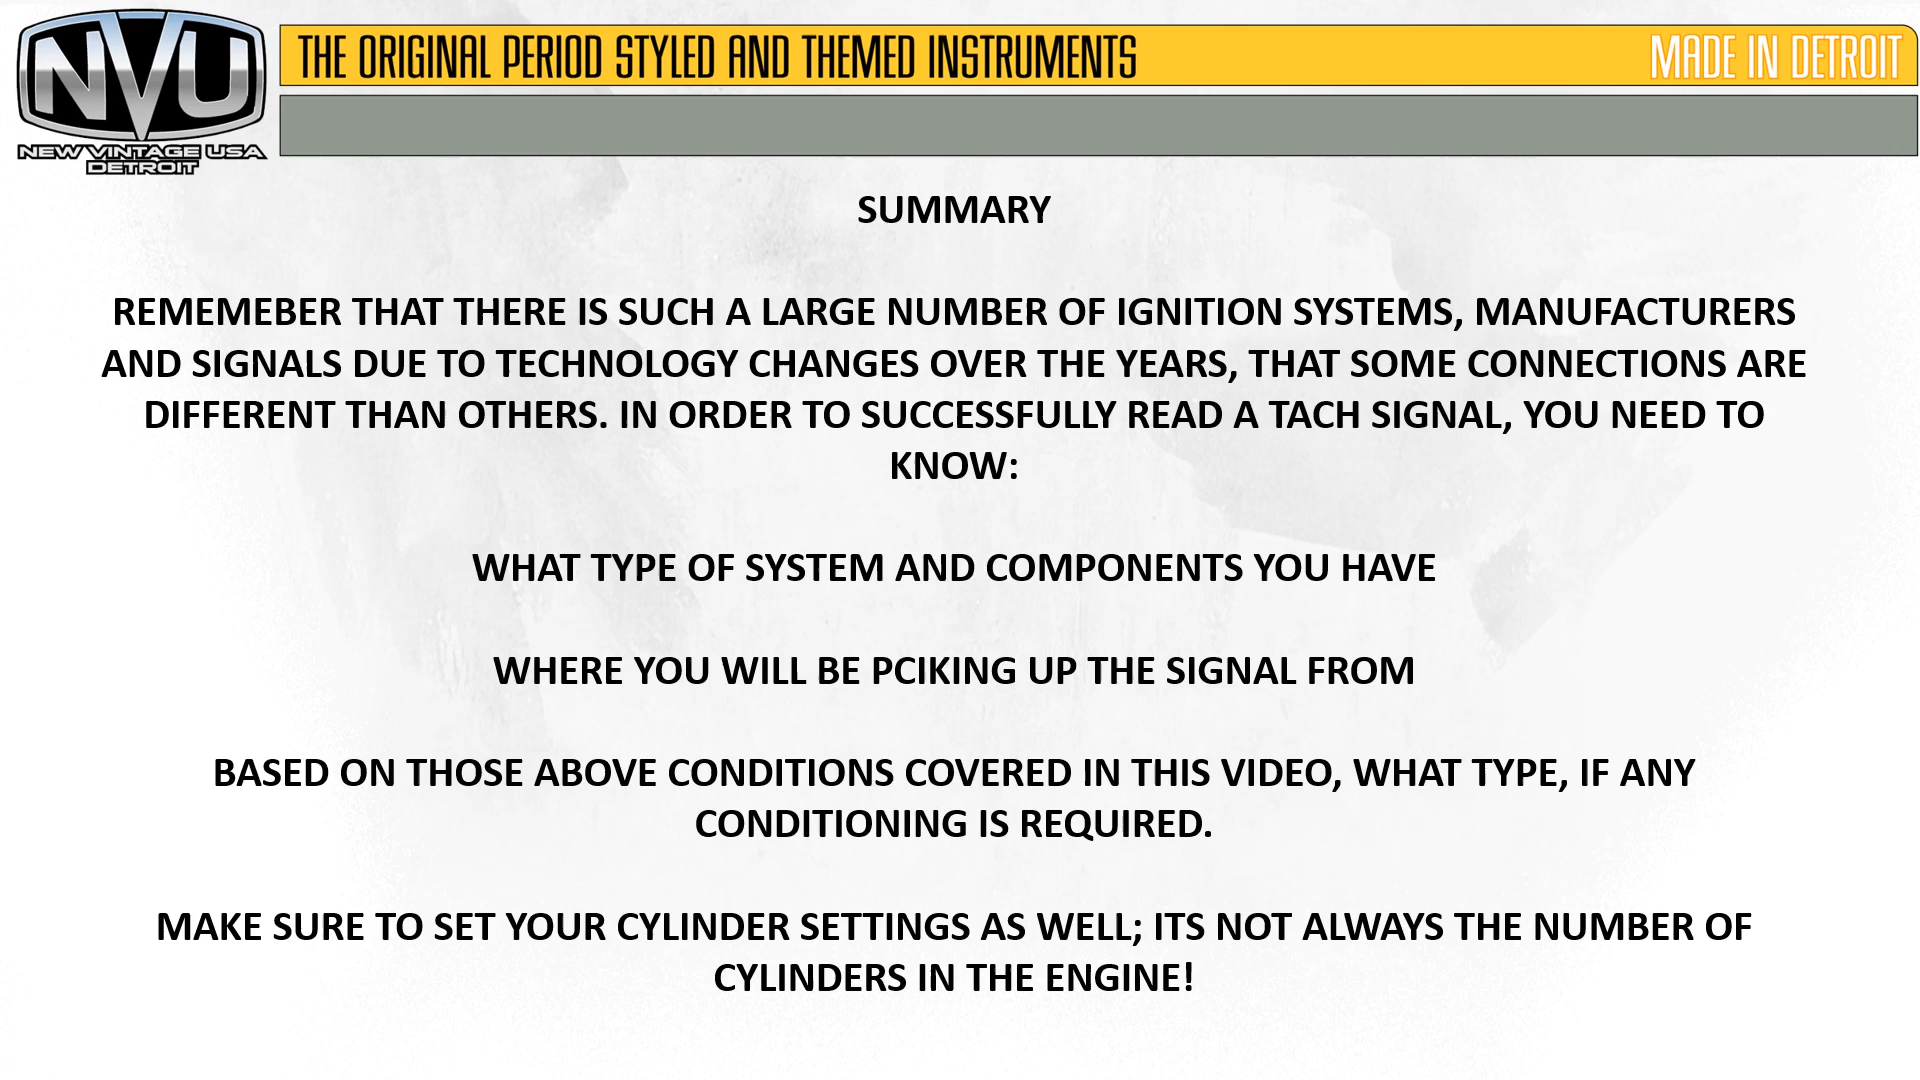 NVU
NEW VINTAGE USA
DETROIT
THE ORIGINAL PERIOD STYLED AND THEMED INSTRUMENTS
MADE IN DETROIT
SUMMARY
REMEMEBER THAT THERE IS SUCH A LARGE NUMBER OF IGNITION SYSTEMS, MANUFACTURERS
AND SIGNALS DUE TO TECHNOLOGY CHANGES OVER THE YEARS, THAT SOME CONNECTIONS ARE
DIFFERENT THAN OTHERS. IN ORDER TO SUCCESSFULLY READ A TACH SIGNAL, YOU NEED TO
KNOW:
WHAT TYPE OF SYSTEM AND COMPONENTS YOU HAVE
WHERE YOU WILL BE PCIKING UP THE SIGNAL FROM
BASED ON THOSE ABOVE CONDITIONS COVERED IN THIS VIDEO, WHAT TYPE, IF ANY
CONDITIONING IS REQUIRED.
MAKE SURE TO SET YOUR CYLINDER SETTINGS AS WELL; ITS NOT ALWAYS THE NUMBER OF
CYLINDERS IN THE ENGINE!